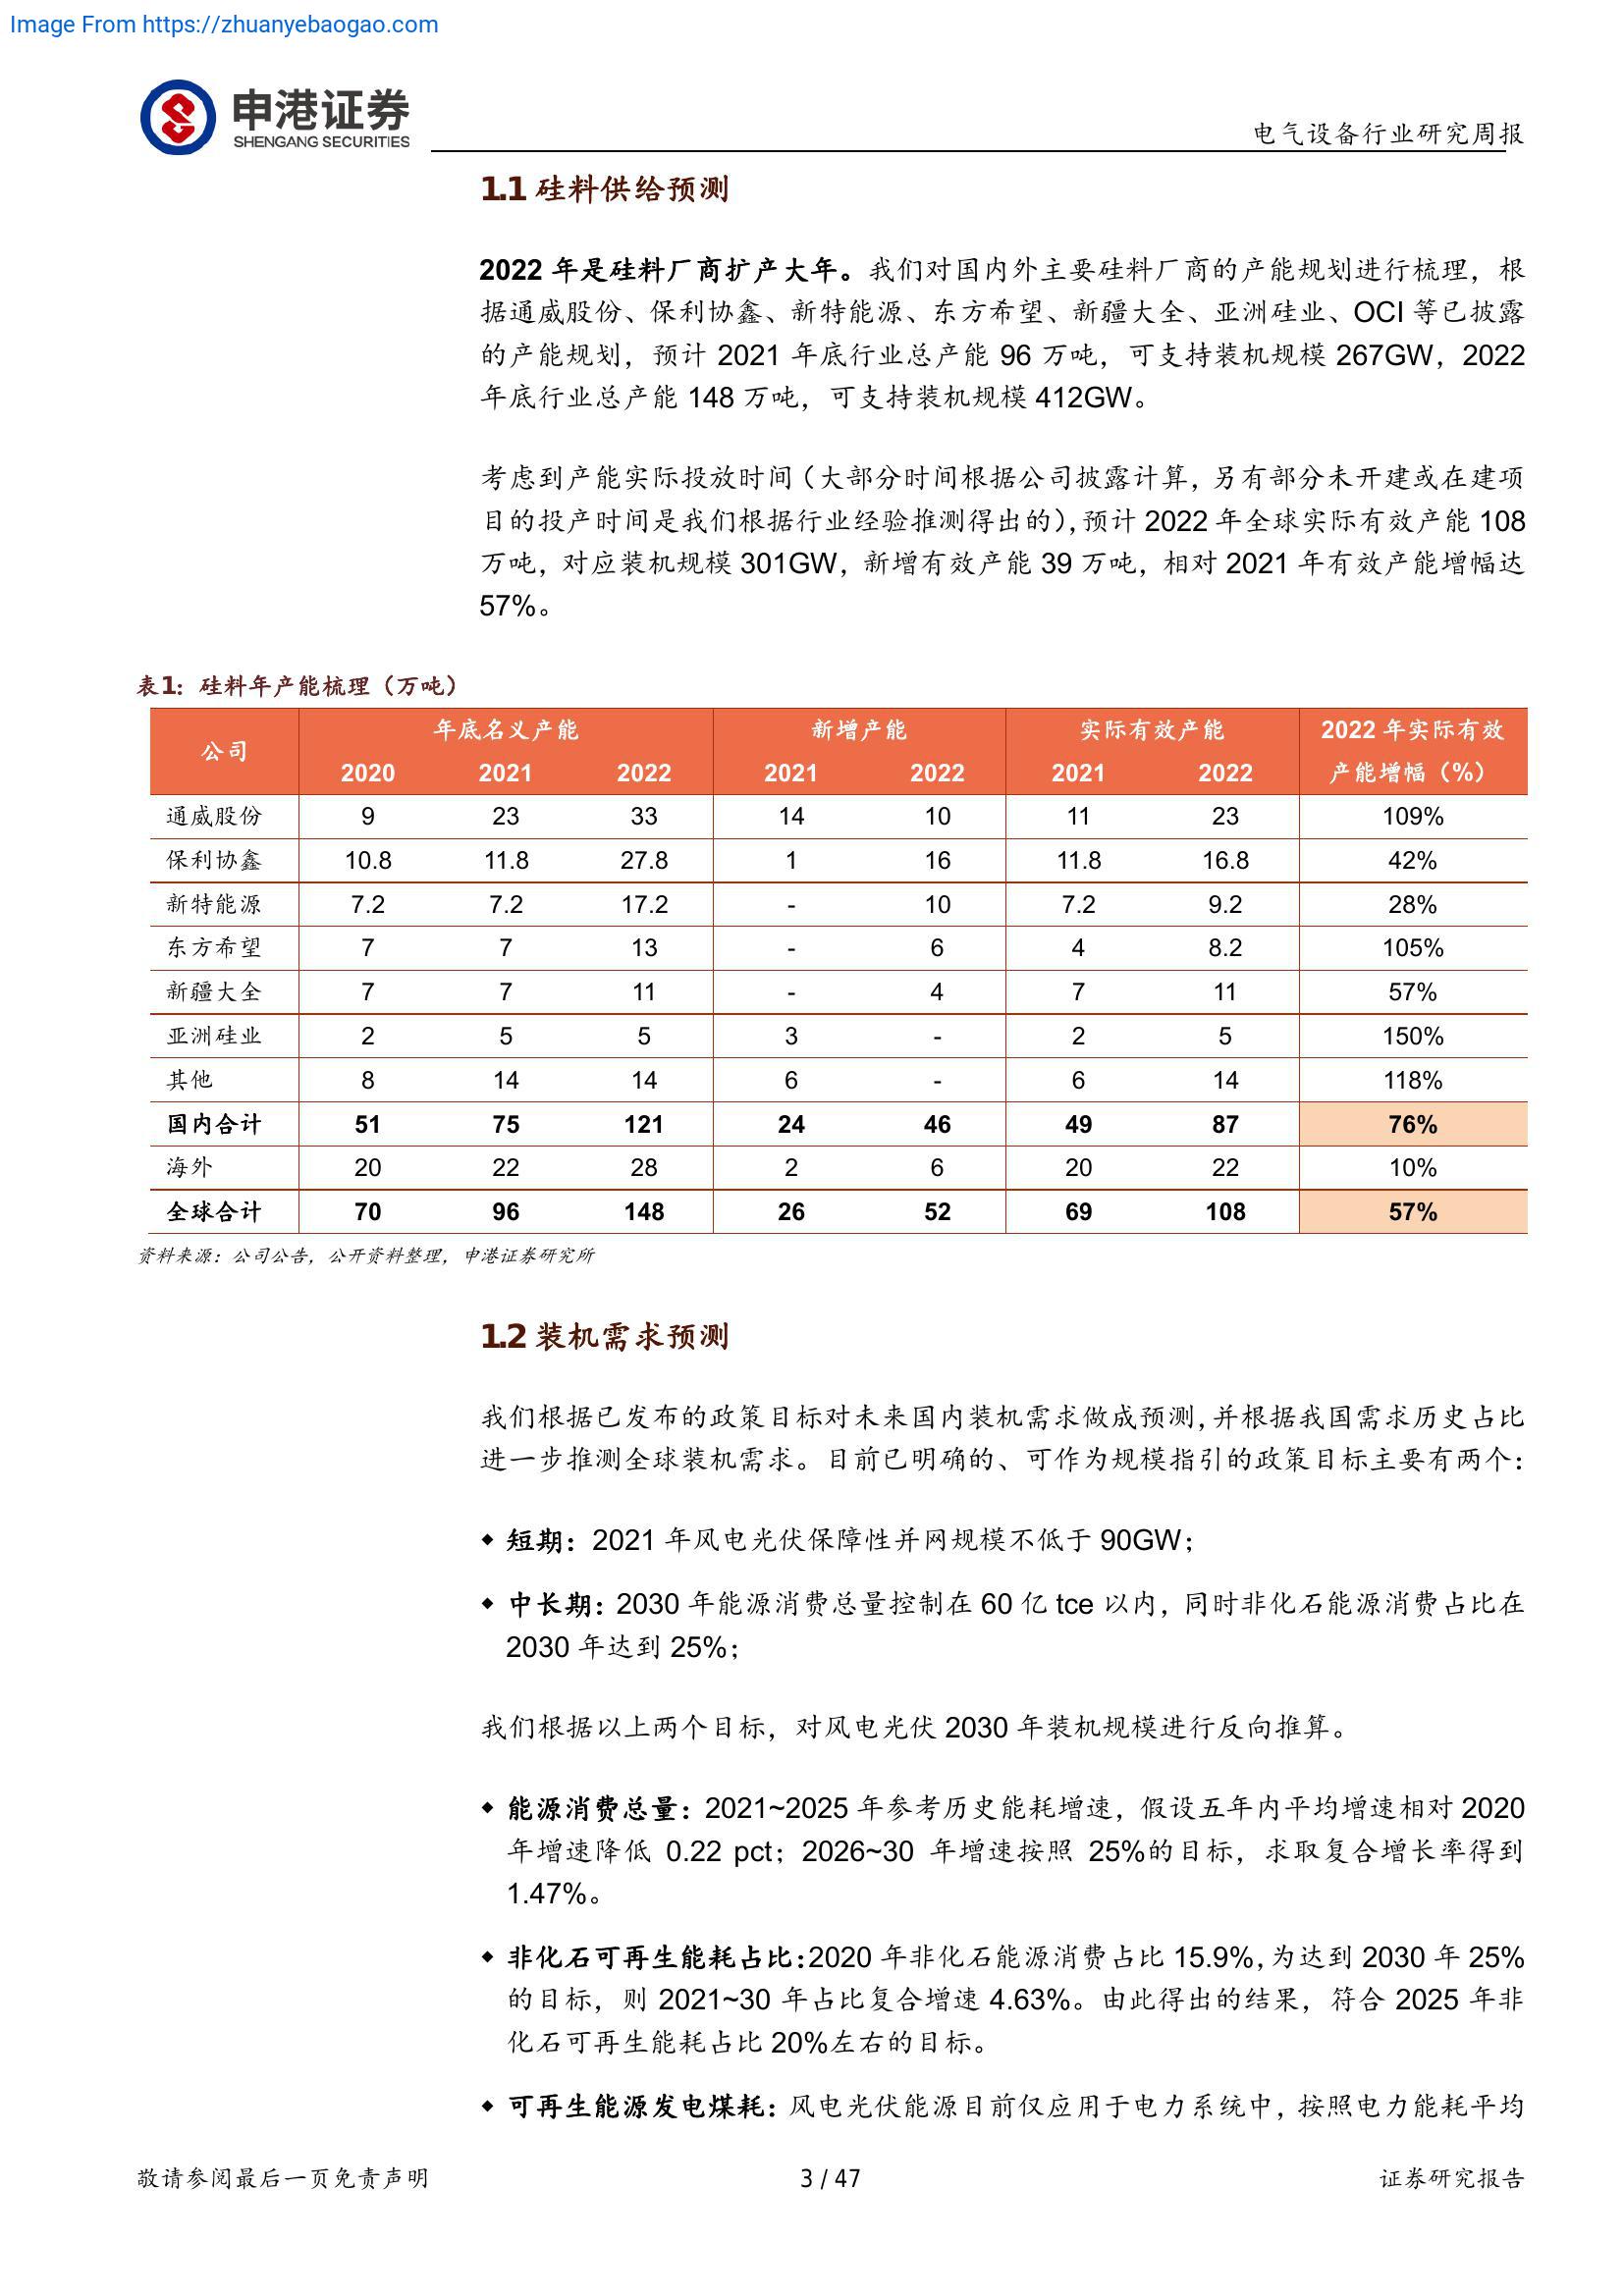 Image From https://zhuanyebaogao.com
申港证券
SHENGANG SECURITIES
电气设备行业研究周报
1.1 硅料供给预测
2022 年是硅料厂商扩产大年。我们对国内外主要硅料厂商的产能规划进行梳理，根
据通威股份、保利协鑫、新特能源、东方希望、新疆大全、亚洲硅业、OCI 等已披露
的产能规划，预计 2021 年底行业总产能 96 万吨，可支持装机规模 267GW，2022
年底行业总产能 148 万吨，可支持装机规模 412GW。
考虑到产能实际投放时间（大部分时间根据公司披露计算，另有部分未开建或在建项
目的投产时间是我们根据行业经验推测得出的），预计 2022 年全球实际有效产能 108
万吨，对应装机规模 301GW，新增有效产能 39 万吨，相对 2021 年有效产能增幅达
57%。
表1：硅料年产能梳理（万吨）
公司 年底名义产能 新增产能 实际有效产能 2022 年实际有效
2020 2021 2022 2021 2022 2021 2022 产能增幅（%）
通威股份 9 23 33 14 10 11 23 109%
保利协鑫 10.8 11.8 27.8 1 16 11.8 16.8 42%
新特能源 7.2 7.2 17.2 - 10 7.2 9.2 28%
东方希望 7 7 13 - 6 4 8.2 105%
新疆大全 7 7 11 - 4 7 11 57%
亚洲硅业 2 5 5 3 - 2 5 150%
其他 8 14 14 6 - 6 14 118%
国内合计 51 75 121 24 46 49 87 76%
海外 20 22 28 2 6 20 22 10%
全球合计 70 96 148 26 52 69 108 57%
资料来源：公司公告，公开资料整理，申港证券研究所
1.2 装机需求预测
我们根据已发布的政策目标对未来国内装机需求做成预测，并根据我国需求历史占比
进一步推测全球装机需求。目前已明确的、可作为规模指引的政策目标主要有两个：
◆ 短期：2021 年风电光伏保障性并网规模不低于 90GW；
◆ 中长期：2030 年能源消费总量控制在 60 亿 tce 以内，同时非化石能源消费占比在
2030 年达到 25%；
我们根据以上两个目标，对风电光伏 2030 年装机规模进行反向推算。
◆ 能源消费总量：2021~2025 年参考历史能耗增速，假设五年内平均增速相对 2020
年增速降低 0.22 pct；2026~30 年增速按照 25%的目标，求取复合增长率得到
1.47%。
◆ 非化石可再生能耗占比：2020 年非化石能源消费占比 15.9%，为达到 2030 年 25%
的目标，则 2021~30 年占比复合增速 4.63%。由此得出的结果，符合 2025 年非
化石可再生能耗占比 20%左右的目标。
◆ 可再生能源发电煤耗：风电光伏能源目前仅应用于电力系统中，按照电力能耗平均
敬请参阅最后一页免责声明 3 / 47 证券研究报告